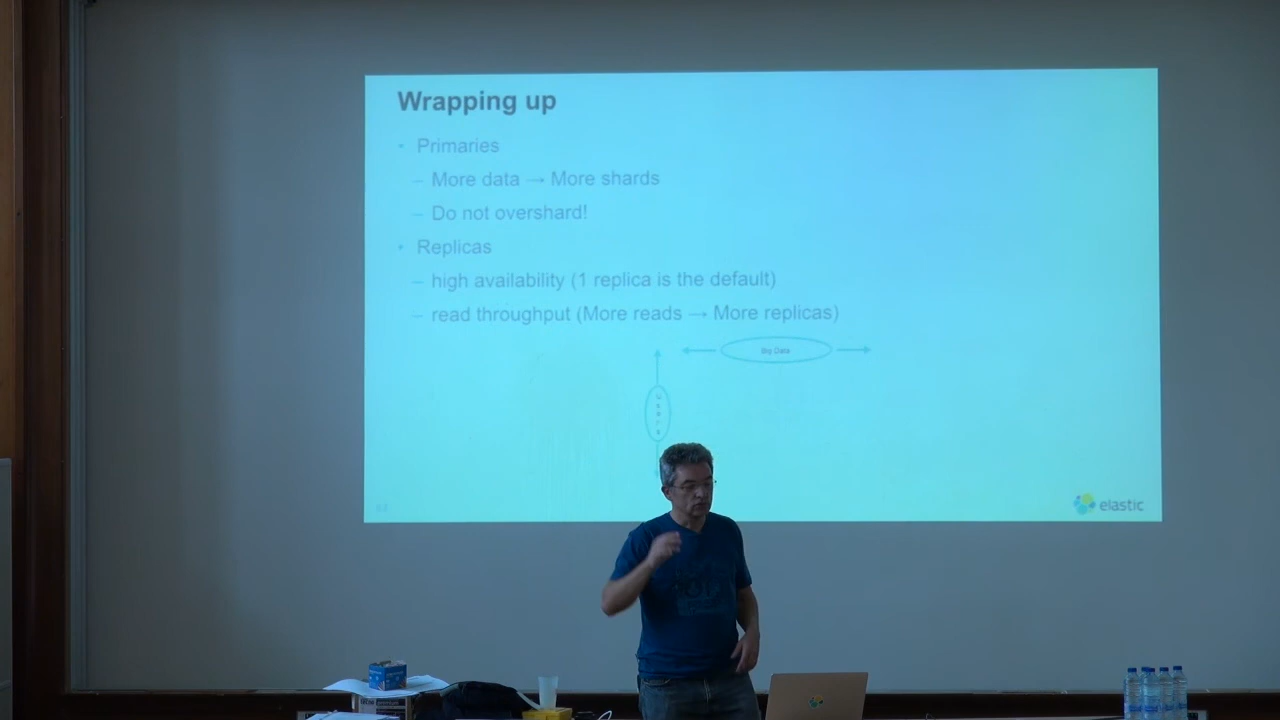 Wrapping up
• Primaries
– More data → More shards
– Do not overshard!
• Replicas
– high availability (1 replica is the default)
– read throughput (More reads → More replicas)
Big Data
elastic